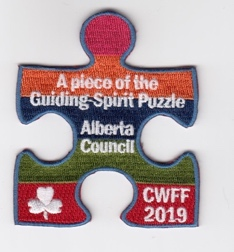 A piece of the
Guiding-Spirit Puzzle
Alberta
Council
CWFF
2019